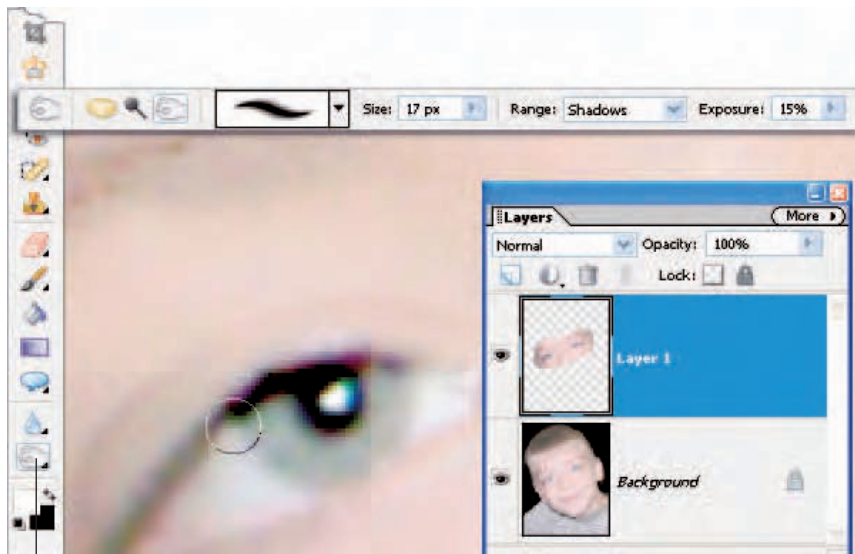 Size: 17 px Range: Shadows Exposure: 15%
Layers More
Normal Opacity: 100%
Lock:
Layer 1
Background